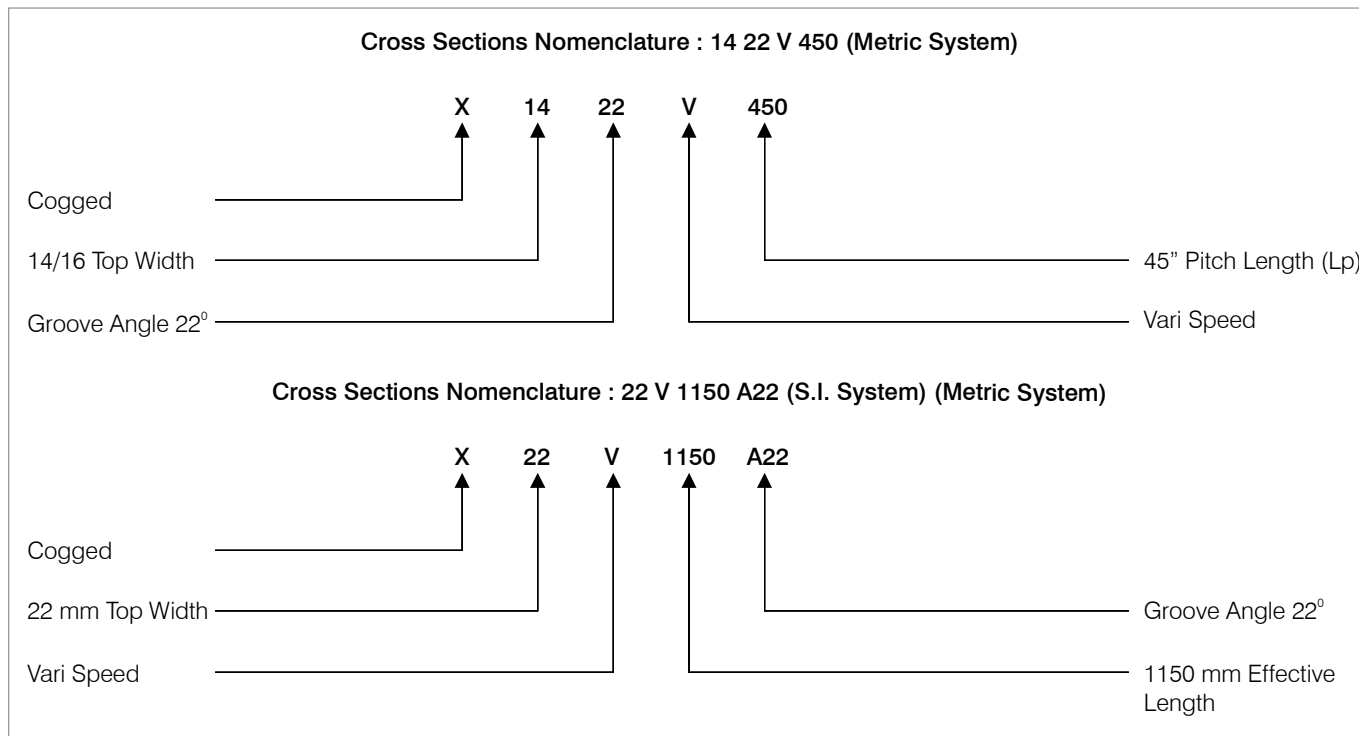 Cross Sections Nomenclature : 14 22 V 450 (Metric System)
X 14 22 V 450
Cogged
14/16 Top Width
45” Pitch Length (Lp)
Groove Angle 22⁰
Vari Speed
Cross Sections Nomenclature : 22 V 1150 A22 (S.I. System) (Metric System)
X 22 V 1150 A22
Cogged
22 mm Top Width
Groove Angle 22⁰
Vari Speed
1150 mm Effective
Length